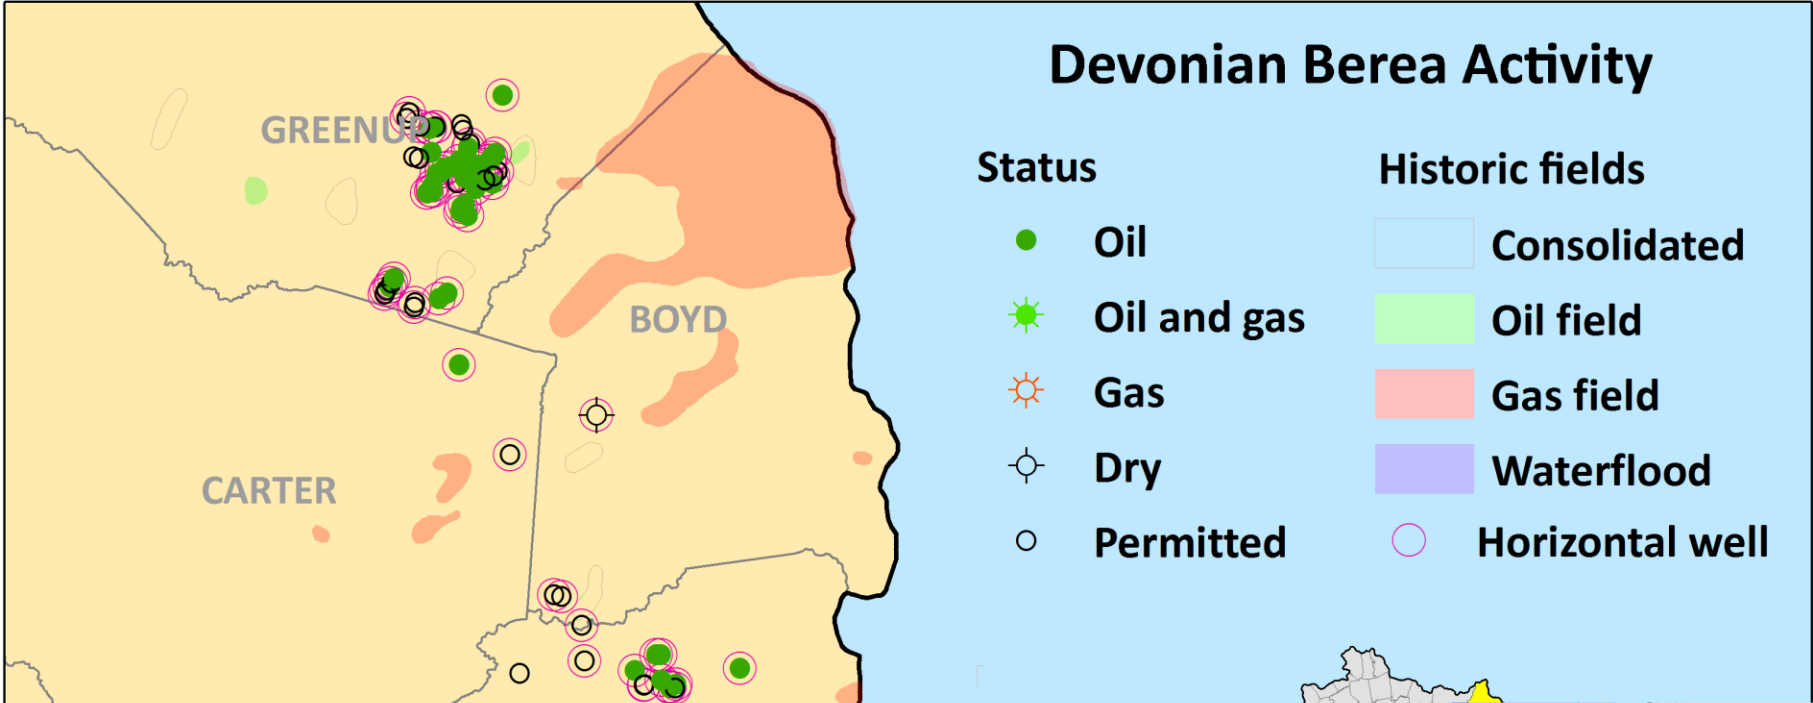 Devonian Berea Activity
GREENUP
BOYD
CARTER
Status
Oil
Oil and gas
Gas
Dry
Permitted
Historic fields
Consolidated
Oil field
Gas field
Waterflood
Horizontal well